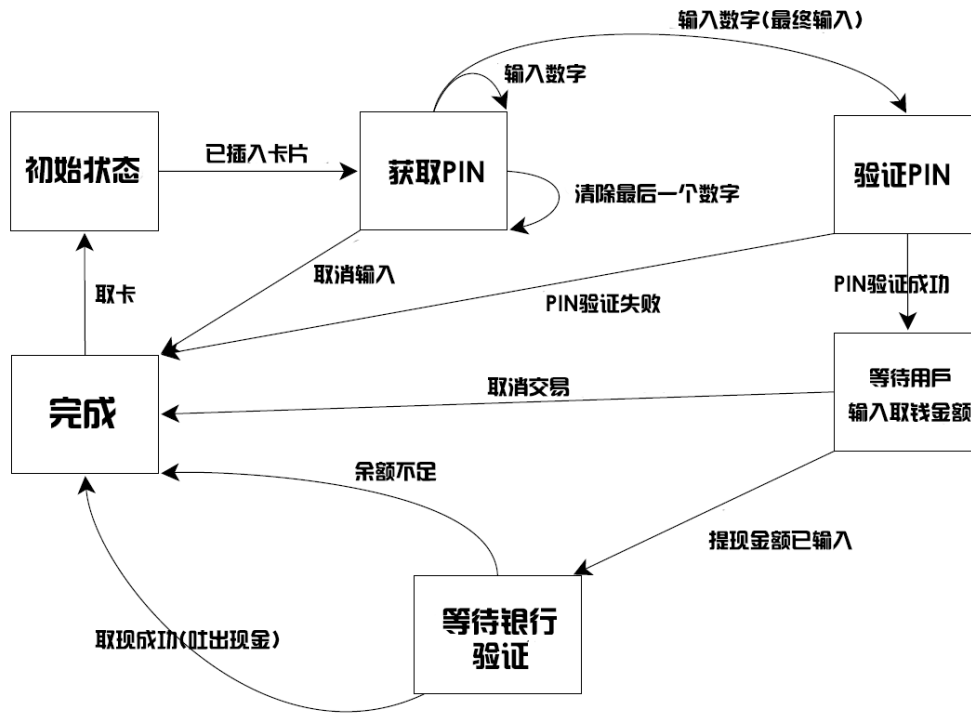 输入数字(最终输入)
输入数字
初始状态
已插入卡片
获取PIN
验证PIN
清除最后一个数字
取消输入
取卡
PIN验证失败
PIN验证成功
完成
取消交易
等待用户
输入取钱金额
余额不足
提现金额已输入
等待银行
验证
取现成功(吐出现金)